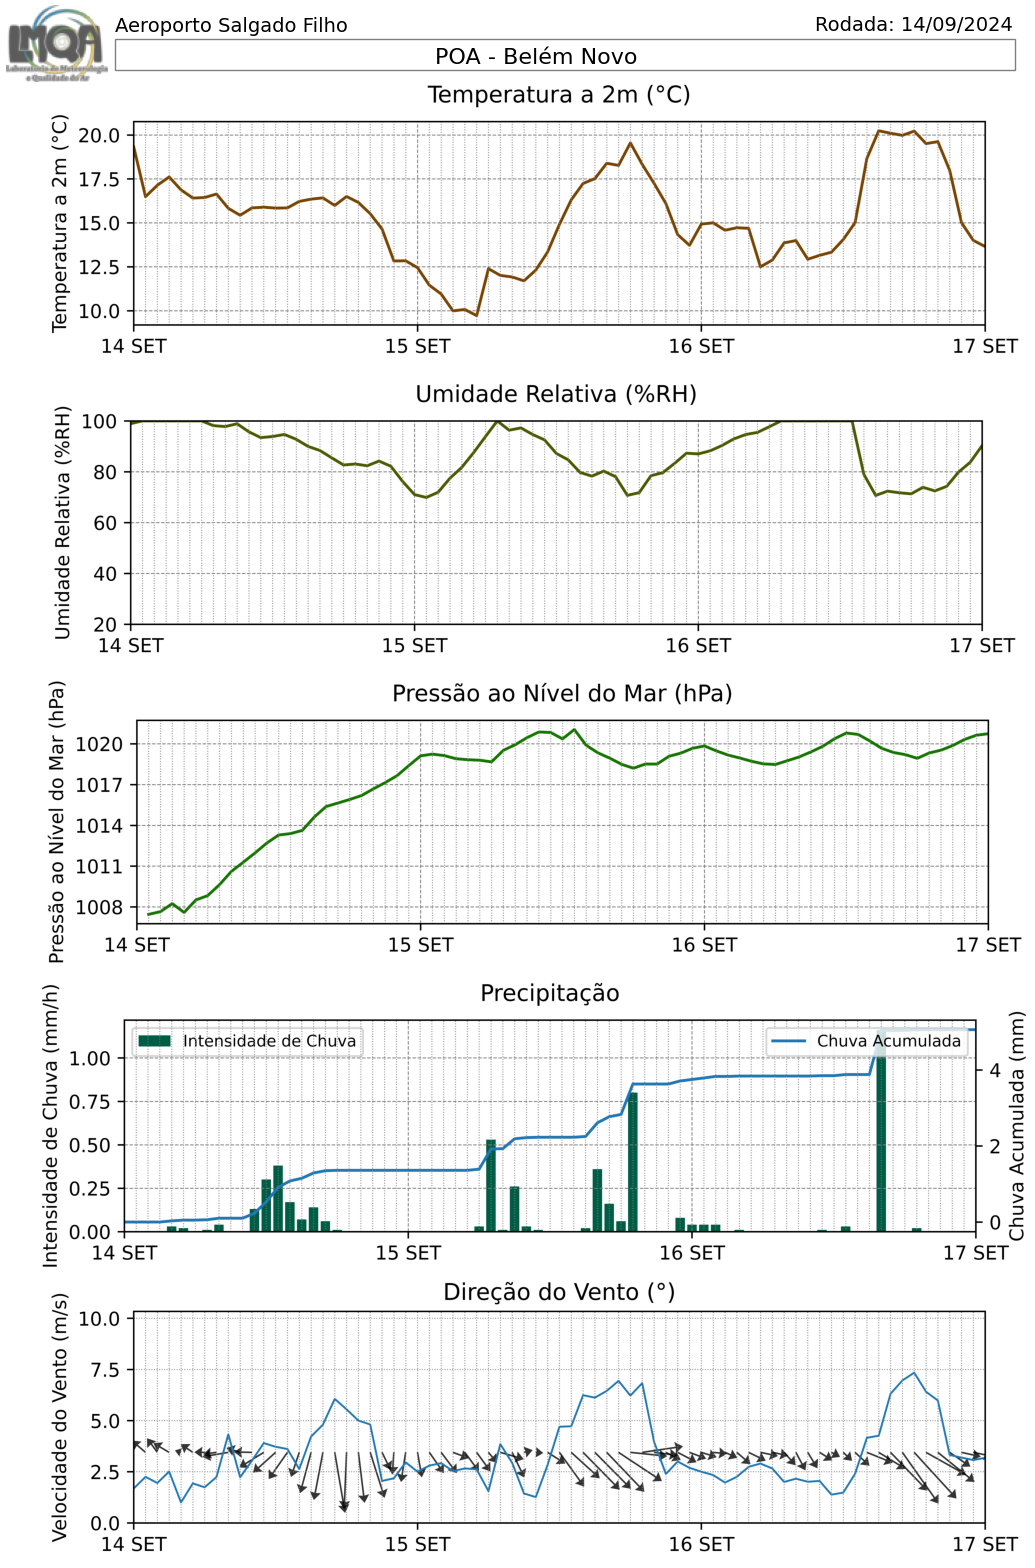 Aeroporto Salgado Filho
Rodada: 14/09/2024
LMQA
Laboratório de Meteorologia
e Qualidade do Ar
POA - Belém Novo
Temperatura a 2m (°C)
Temperatura a 2m (°C)
20.0
17.5
15.0
12.5
10.0
14 SET 15 SET 16 SET 17 SET
Umidade Relativa (%RH)
Umidade Relativa (%RH)
100
80
60
40
20
14 SET 15 SET 16 SET 17 SET
Pressão ao Nível do Mar (hPa)
Pressão ao Nível do Mar (hPa)
1020
1017
1014
1011
1008
14 SET 15 SET 16 SET 17 SET
Precipitação
Intensidade de Chuva (mm/h)
Intensidade de Chuva
Chuva Acumulada
1.00
0.75
0.50
0.25
0.00
4
2
0
Chuva Acumulada (mm)
14 SET 15 SET 16 SET 17 SET
Direção do Vento (°)
Velocidade do Vento (m/s)
10.0
7.5
5.0
2.5
0.0
14 SET 15 SET 16 SET 17 SET